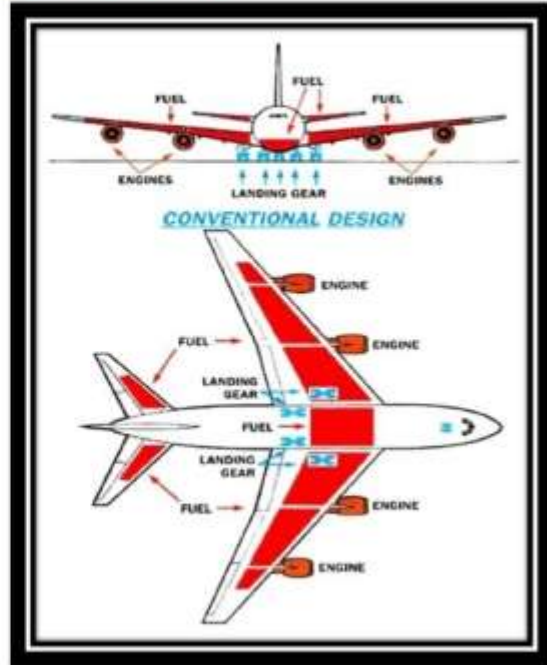 FUEL
FUEL
FUEL
ENGINES
ENGINES
LANDING GEAR
CONVENTIONAL DESIGN
ENGINE
FUEL
ENGINE
LANDING
GEAR
FUEL
LANDING
GEAR
FUEL
ENGINE
ENGINE